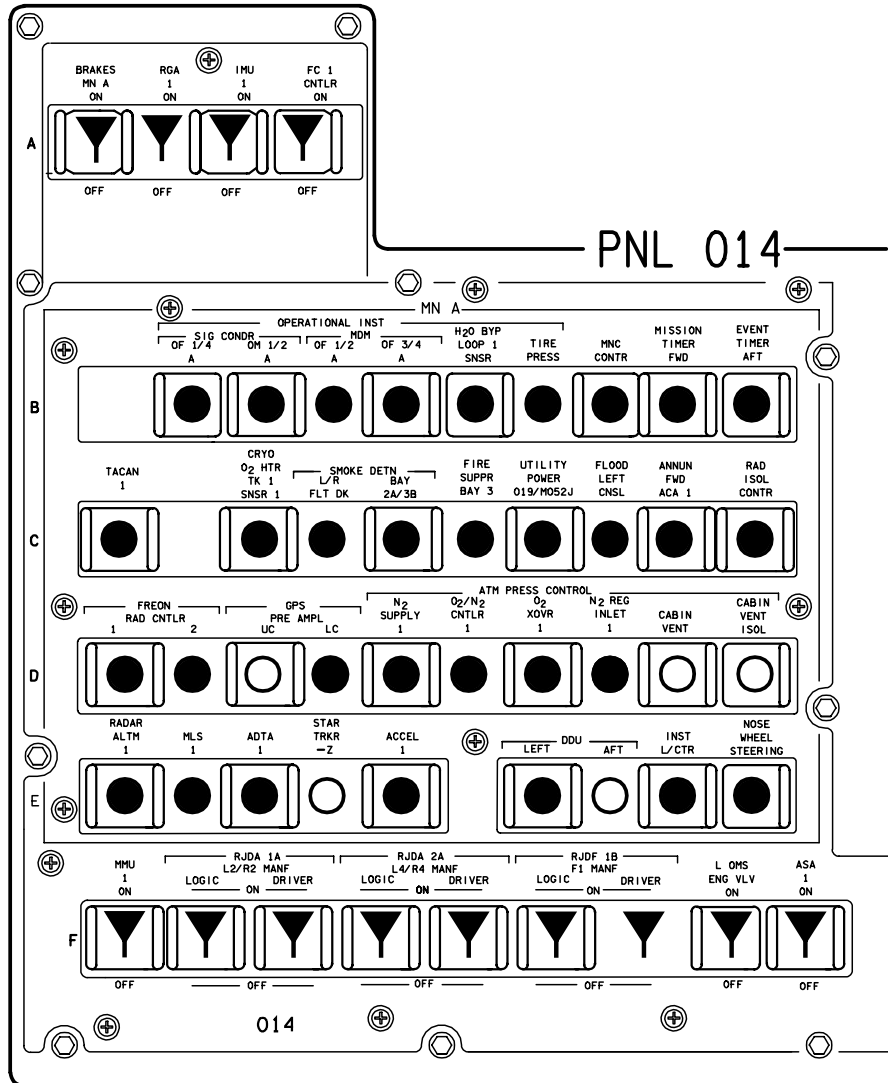 BRAKES RGA IMU FC 1
MN A 1 1 CNTLR
ON ON ON ON
A
OFF OFF OFF OFF
PNL O14
MN A
OPERATIONAL INST
SIG CONDR MDM H2O BYP MISSION EVENT
OF 1/4 OM 1/2 OF 1/2 OF 3/4 LOOP 1 TIRE MNC TIMER TIMER
A A A A SNSR PRESS CONTR FWD AFT
B
CRYO
TACAN O2 HTR SMOKE DETN FIRE UTILITY FLOOD ANNUN RAD
1 TK 1 L/R BAY SUPPR POWER LEFT FWD ISOL
SNSR 1 FLT DK 2A/3B BAY 3 O19/MO52J CNSL ACA 1 CONTR
C
ATM PRESS CONTROL
FREON GPS N2 O2/N2 O2 N2 REG CABIN
RAD CNTLR PRE AMPL SUPPLY CNTLR XOVR INLET CABIN VENT
1 2 UC LC 1 1 1 1 VENT ISOL
D
RADAR STAR NOSE
ALTM MLS ADTA TRKR ACCEL DDU INST WHEEL
1 1 1 -Z 1 LEFT AFT L/CTR STEERING
E
MMU RJDA 1A RJDA 2A RJDF 1B L OMS ASA
1 L2/R2 MANF L4/R4 MANF F1 MANF ENG VLV 1
ON LOGIC ON DRIVER LOGIC ON DRIVER LOGIC ON DRIVER ON ON
F
OFF OFF OFF OFF OFF OFF
O14